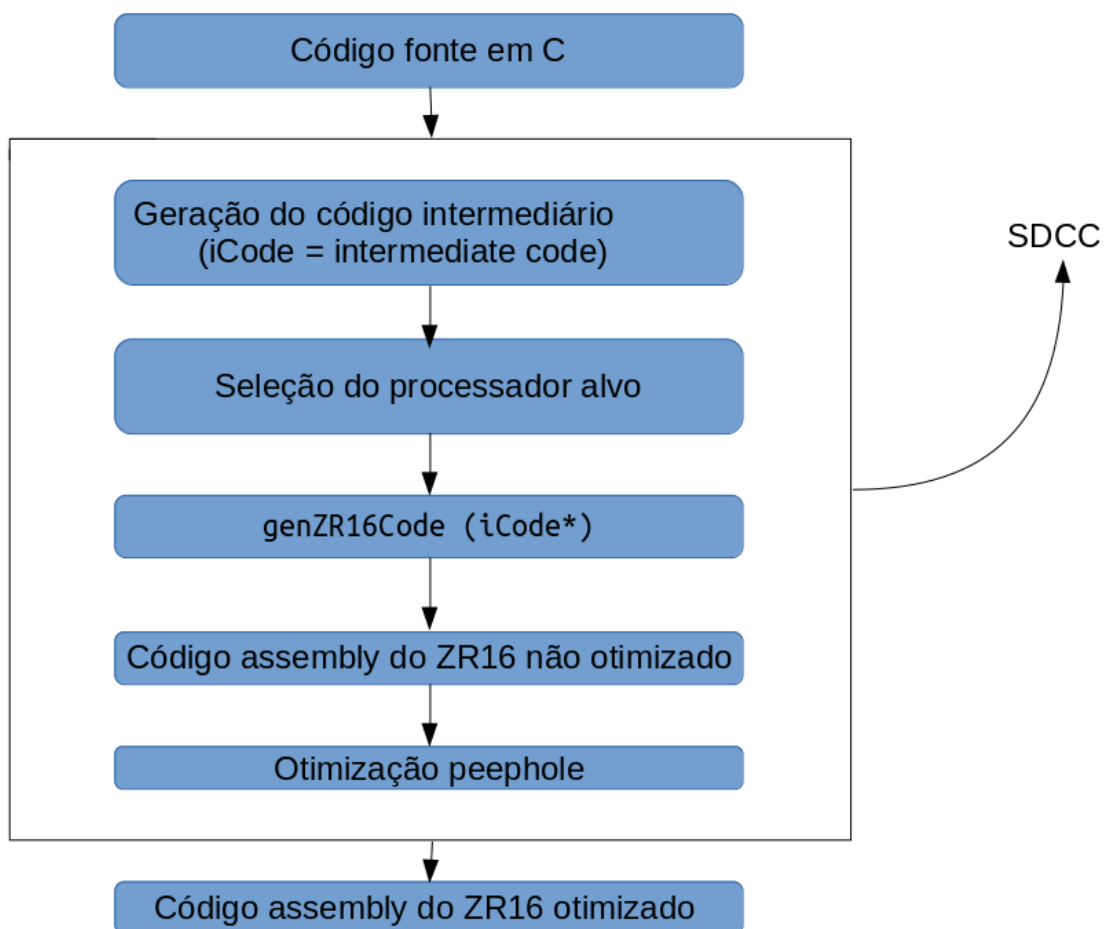 Código fonte em C
Geração do código intermediário
(iCode = intermediate code)
SDCC
Seleção do processador alvo
genZR16Code (iCode*)
Código assembly do ZR16 não otimizado
Otimização peephole
Código assembly do ZR16 otimizado